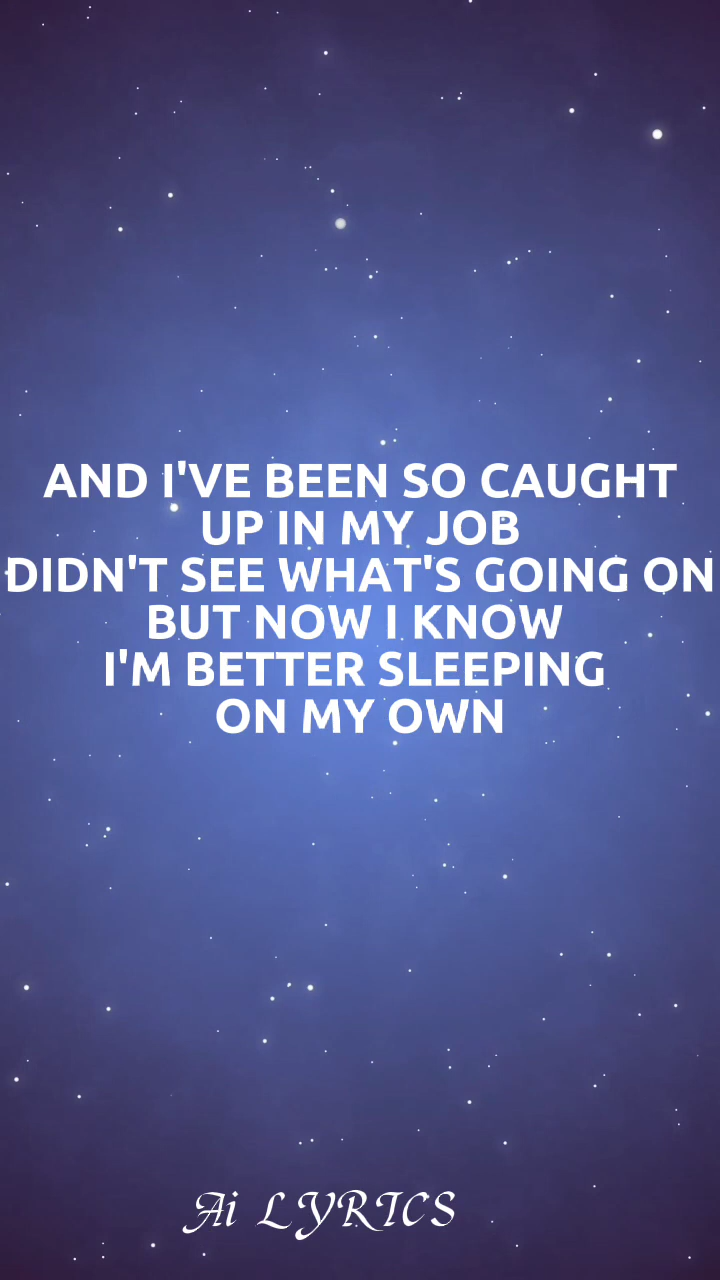 AND I'VE BEEN SO CAUGHT
UP IN MY JOB
DIDN'T SEE WHAT'S GOING ON
BUT NOW I KNOW
I'M BETTER SLEEPING
ON MY OWN
Ai LYRICS